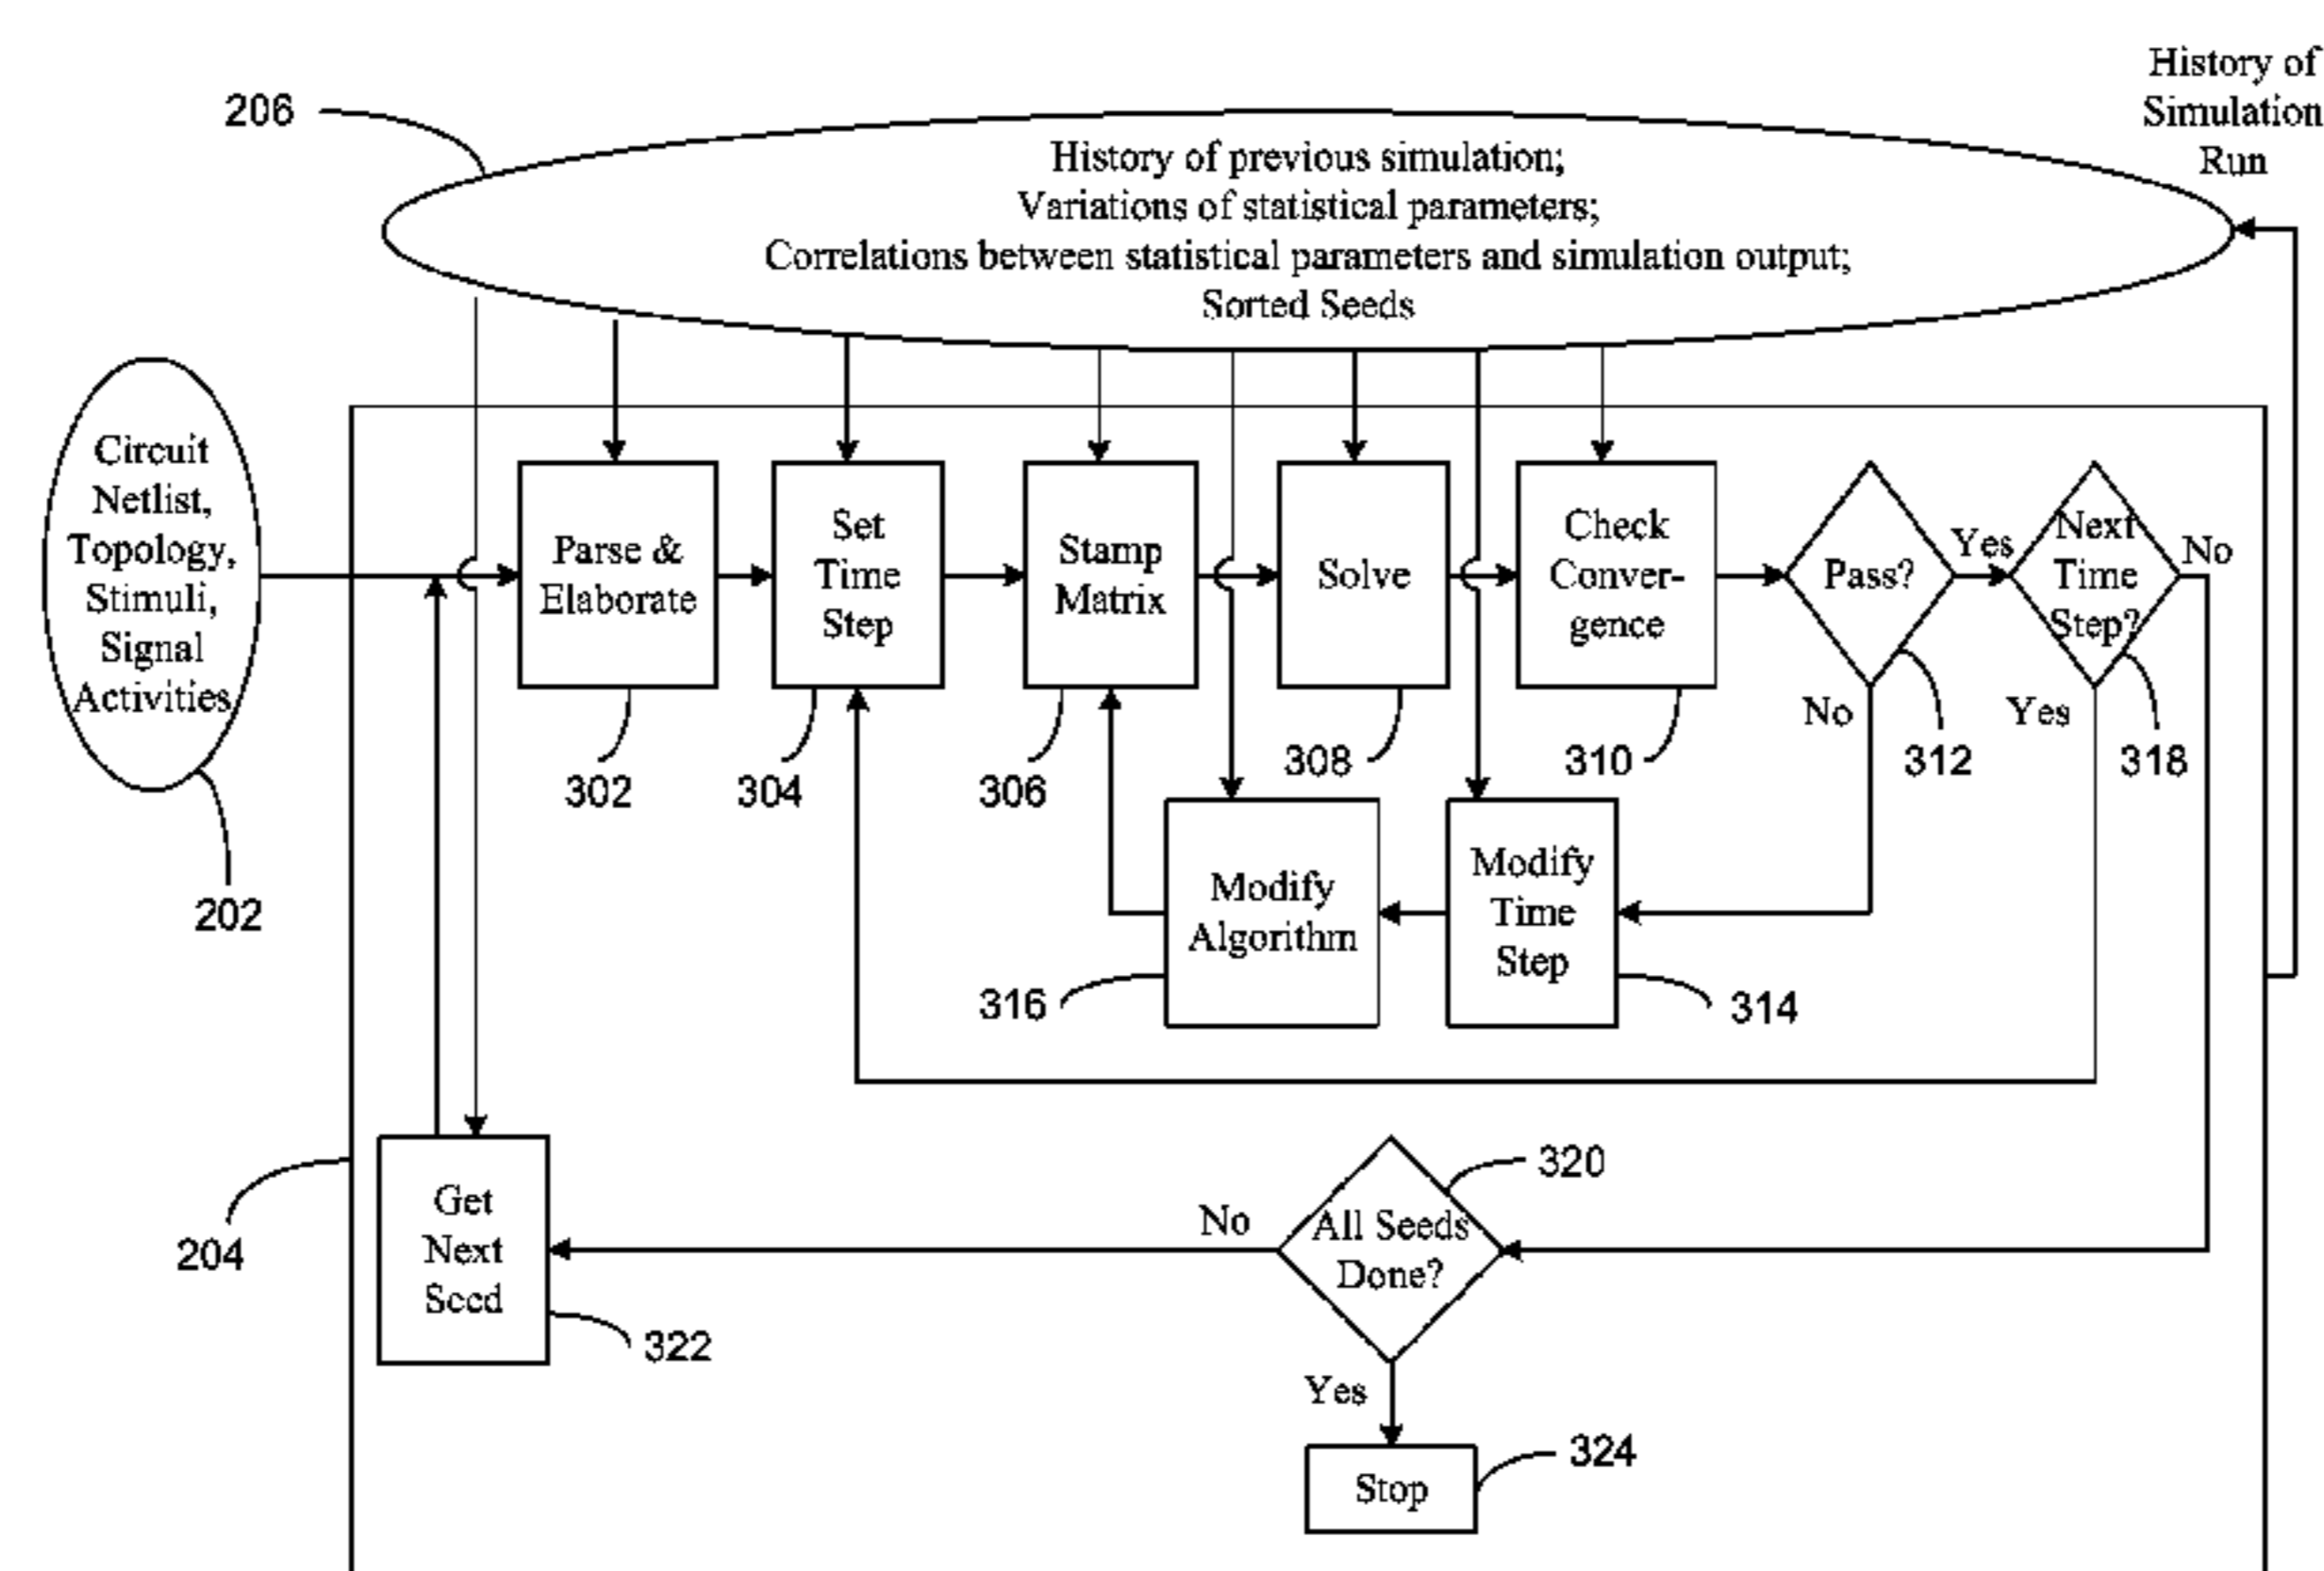 History of
Simulation
Run
206
History of previous simulation;
Variations of statistical parameters;
Correlations between statistical parameters and simulation output;
Sorted Seeds
Circuit
Netlist,
Topology,
Stimuli,
Signal
Activities
202
Parse &
Elaborate
302
Set
Time
Step
304
Stamp
Matrix
306
Solve
308
Check
Conver-
gence
310
Pass?
Yes
No
312
Next
Time
Step?
No
Yes
318
Modify
Algorithm
316
Modify
Time
Step
314
204
Get
Next
Seed
322
No
All Seeds
Done?
320
Yes
Stop
324